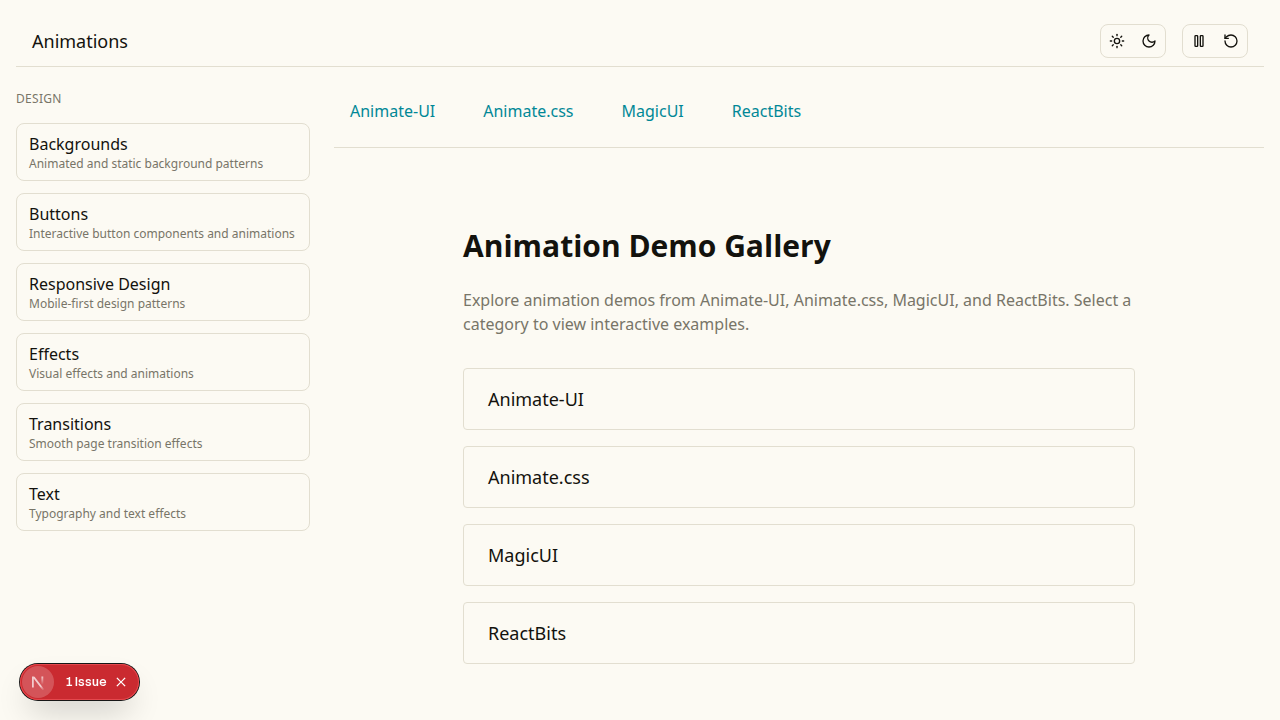 Animations
DESIGN
Backgrounds
Animated and static background patterns
Buttons
Interactive button components and animations
Responsive Design
Mobile-first design patterns
Effects
Visual effects and animations
Transitions
Smooth page transition effects
Text
Typography and text effects
Animate-UI
Animate.css
MagicUI
ReactBits
Animation Demo Gallery
Explore animation demos from Animate-UI, Animate.css, MagicUI, and ReactBits. Select a
category to view interactive examples.
Animate-UI
Animate.css
MagicUI
ReactBits
N
1 Issue